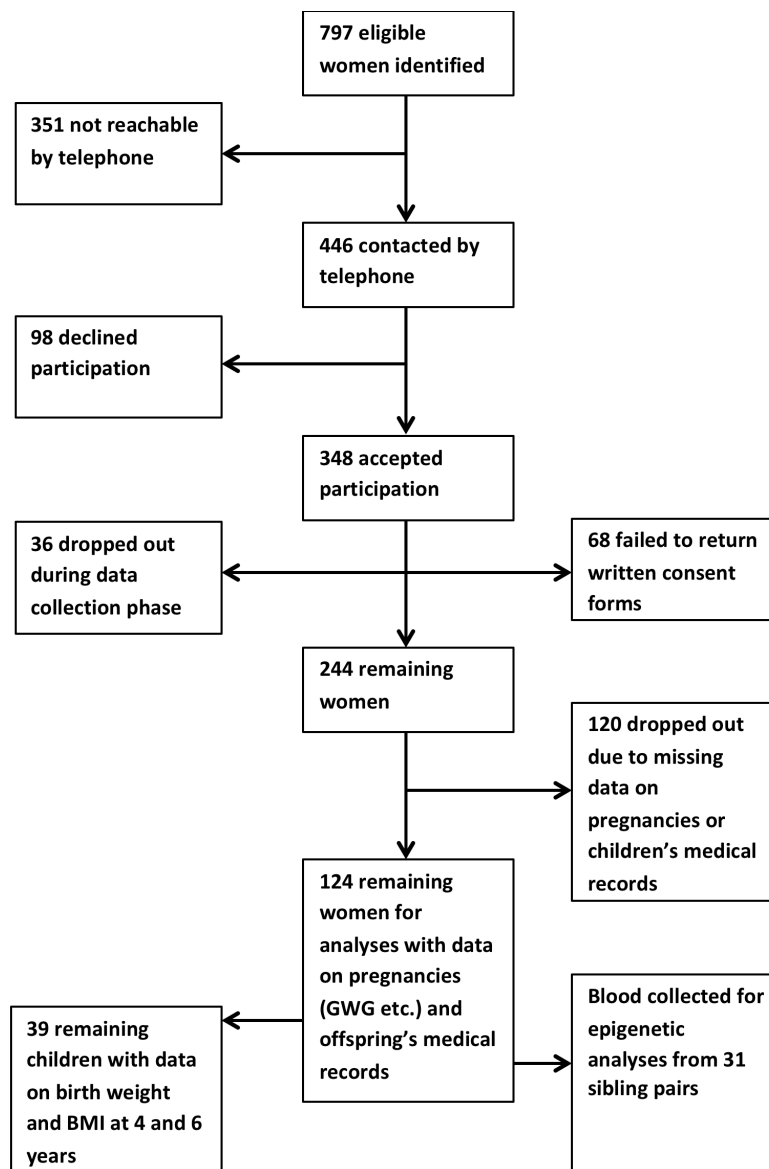 797 eligible
women identified
351 not reachable
by telephone
446 contacted by
telephone
98 declined
participation
348 accepted
participation
36 dropped out
during data
collection phase
68 failed to return
written consent
forms
244 remaining
women
120 dropped out
due to missing
data on
pregnancies or
children’s medical
records
124 remaining
women for
analyses with data
on pregnancies
(GWG etc.) and
offspring’s medical
records
39 remaining
children with data
on birth weight
and BMI at 4 and 6
years
Blood collected for
epigenetic
analyses from 31
sibling pairs